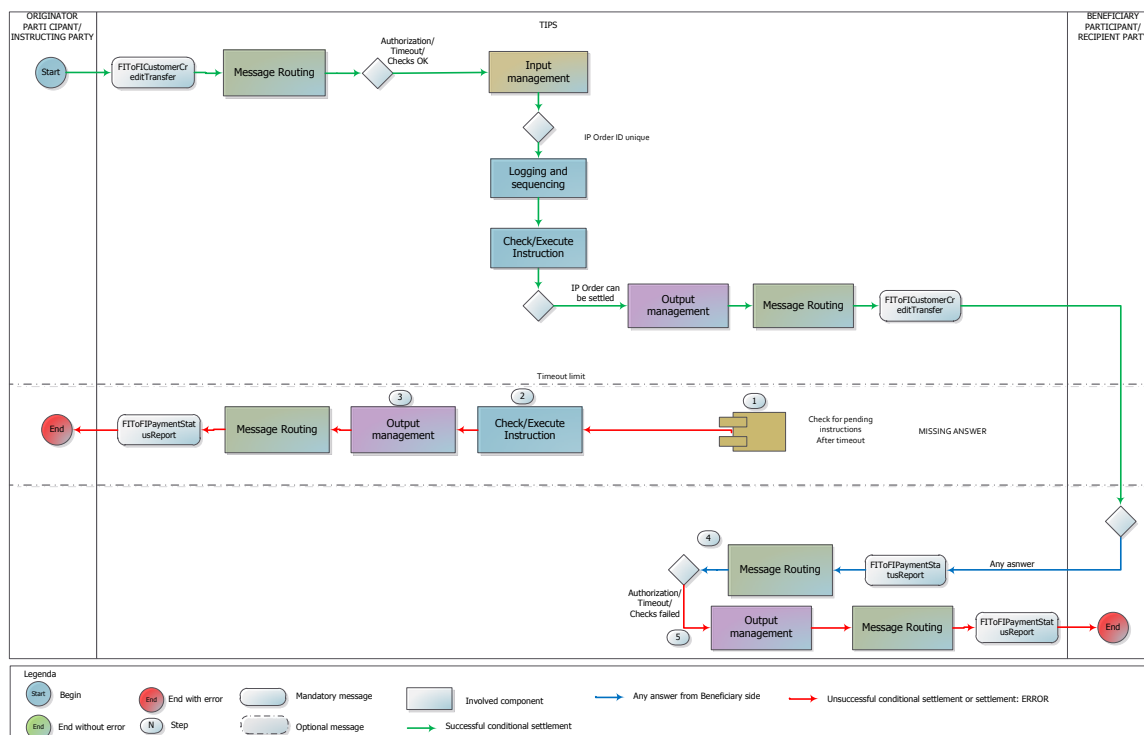 ORIGINATOR
PARTI CIPANT/
INSTRUCTING PARTY
TIPS
BENEFICIARY
PARTICIPANT/
RECIPIENT PARTY
Start
FIToFICustomerCr
editTransfer
Message Routing
Authorization/
Timeout/
Checks OK
Input
management
IP Order ID unique
Logging and
sequencing
Check/Execute
Instruction
IP Order can
be settled
Output
management
Message Routing
FIToFICustomerCr
editTransfer
Timeout limit
End
FIToFIPaymentStat
usReport
Message Routing
3
Output
management
2
Check/Execute
Instruction
1
Check for pending
instructions
After timeout
MISSING ANSWER
4
Message Routing
FIToFIPaymentSta
tusReport
Any asnwer
Authorization/
Timeout/
Checks failed
5
Output
management
Message Routing
FIToFIPaymentStat
usReport
End
Legenda
Start
Begin
End
End with error
Mandatory message
Involved component
Any answer from Beneficiary side
Unsuccessful conditional settlement or settlement: ERROR
End
End without error
N
Step
Optional message
Successful conditional settlement